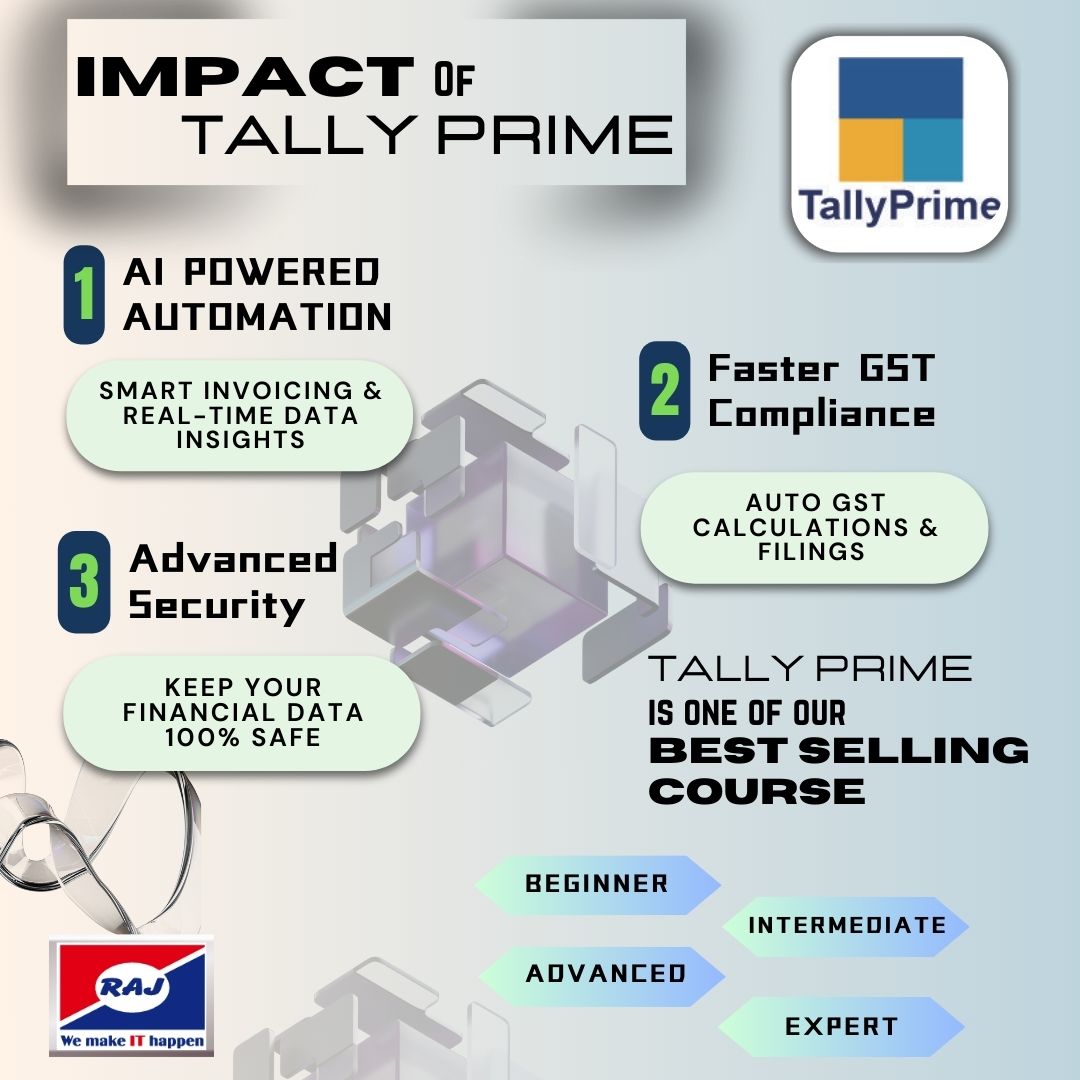 IMPACT OF
TALLY PRIME
TallyPrime
1
AI POWERED
AUTOMATION
SMART INVOICING &
REAL-TIME DATA
INSIGHTS
2
Faster GST
Compliance
AUTO GST
CALCULATIONS &
FILINGS
3
Advanced
Security
KEEP YOUR
FINANCIAL DATA
100% SAFE
TALLY PRIME
IS ONE OF OUR
BEST SELLING
COURSE
BEGINNER
INTERMEDIATE
ADVANCED
EXPERT
RAJ
We make IT happen